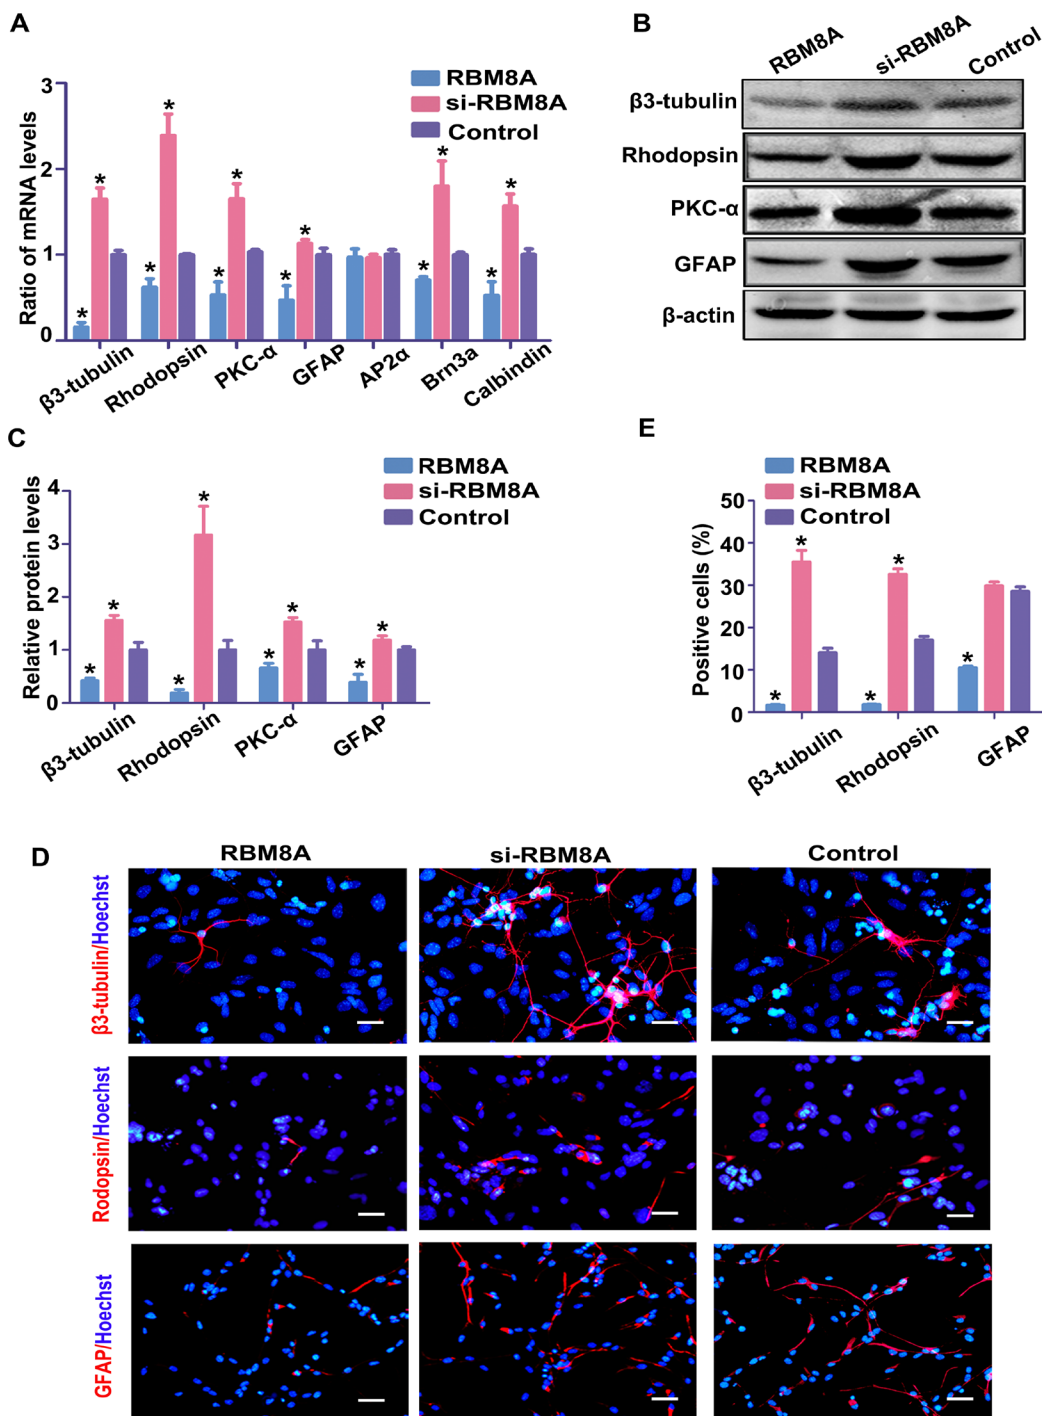 A
RBM8A
si-RBM8A
Control
Ratio of mRNA levels
3
2
1
0
β3-tubulin
Rhodopsin
PKC-α
GFAP
AP2α
Brn3a
Calbindin
* * * * * * * * * * * *
B
RBM8A
si-RBM8A
Control
β3-tubulin
Rhodopsin
PKC-α
GFAP
β-actin
C
RBM8A
si-RBM8A
Control
Relative protein levels
4
3
2
1
0
β3-tubulin
Rhodopsin
PKC-α
GFAP
* * * * * * * *
E
RBM8A
si-RBM8A
Control
Positive cells (%)
50
40
30
20
10
0
β3-tubulin
Rhodopsin
GFAP
* * * * *
D
RBM8A
si-RBM8A
Control
β3-tubulin/Hoechst
Rodopsin/Hoechst
GFAP/Hoechst